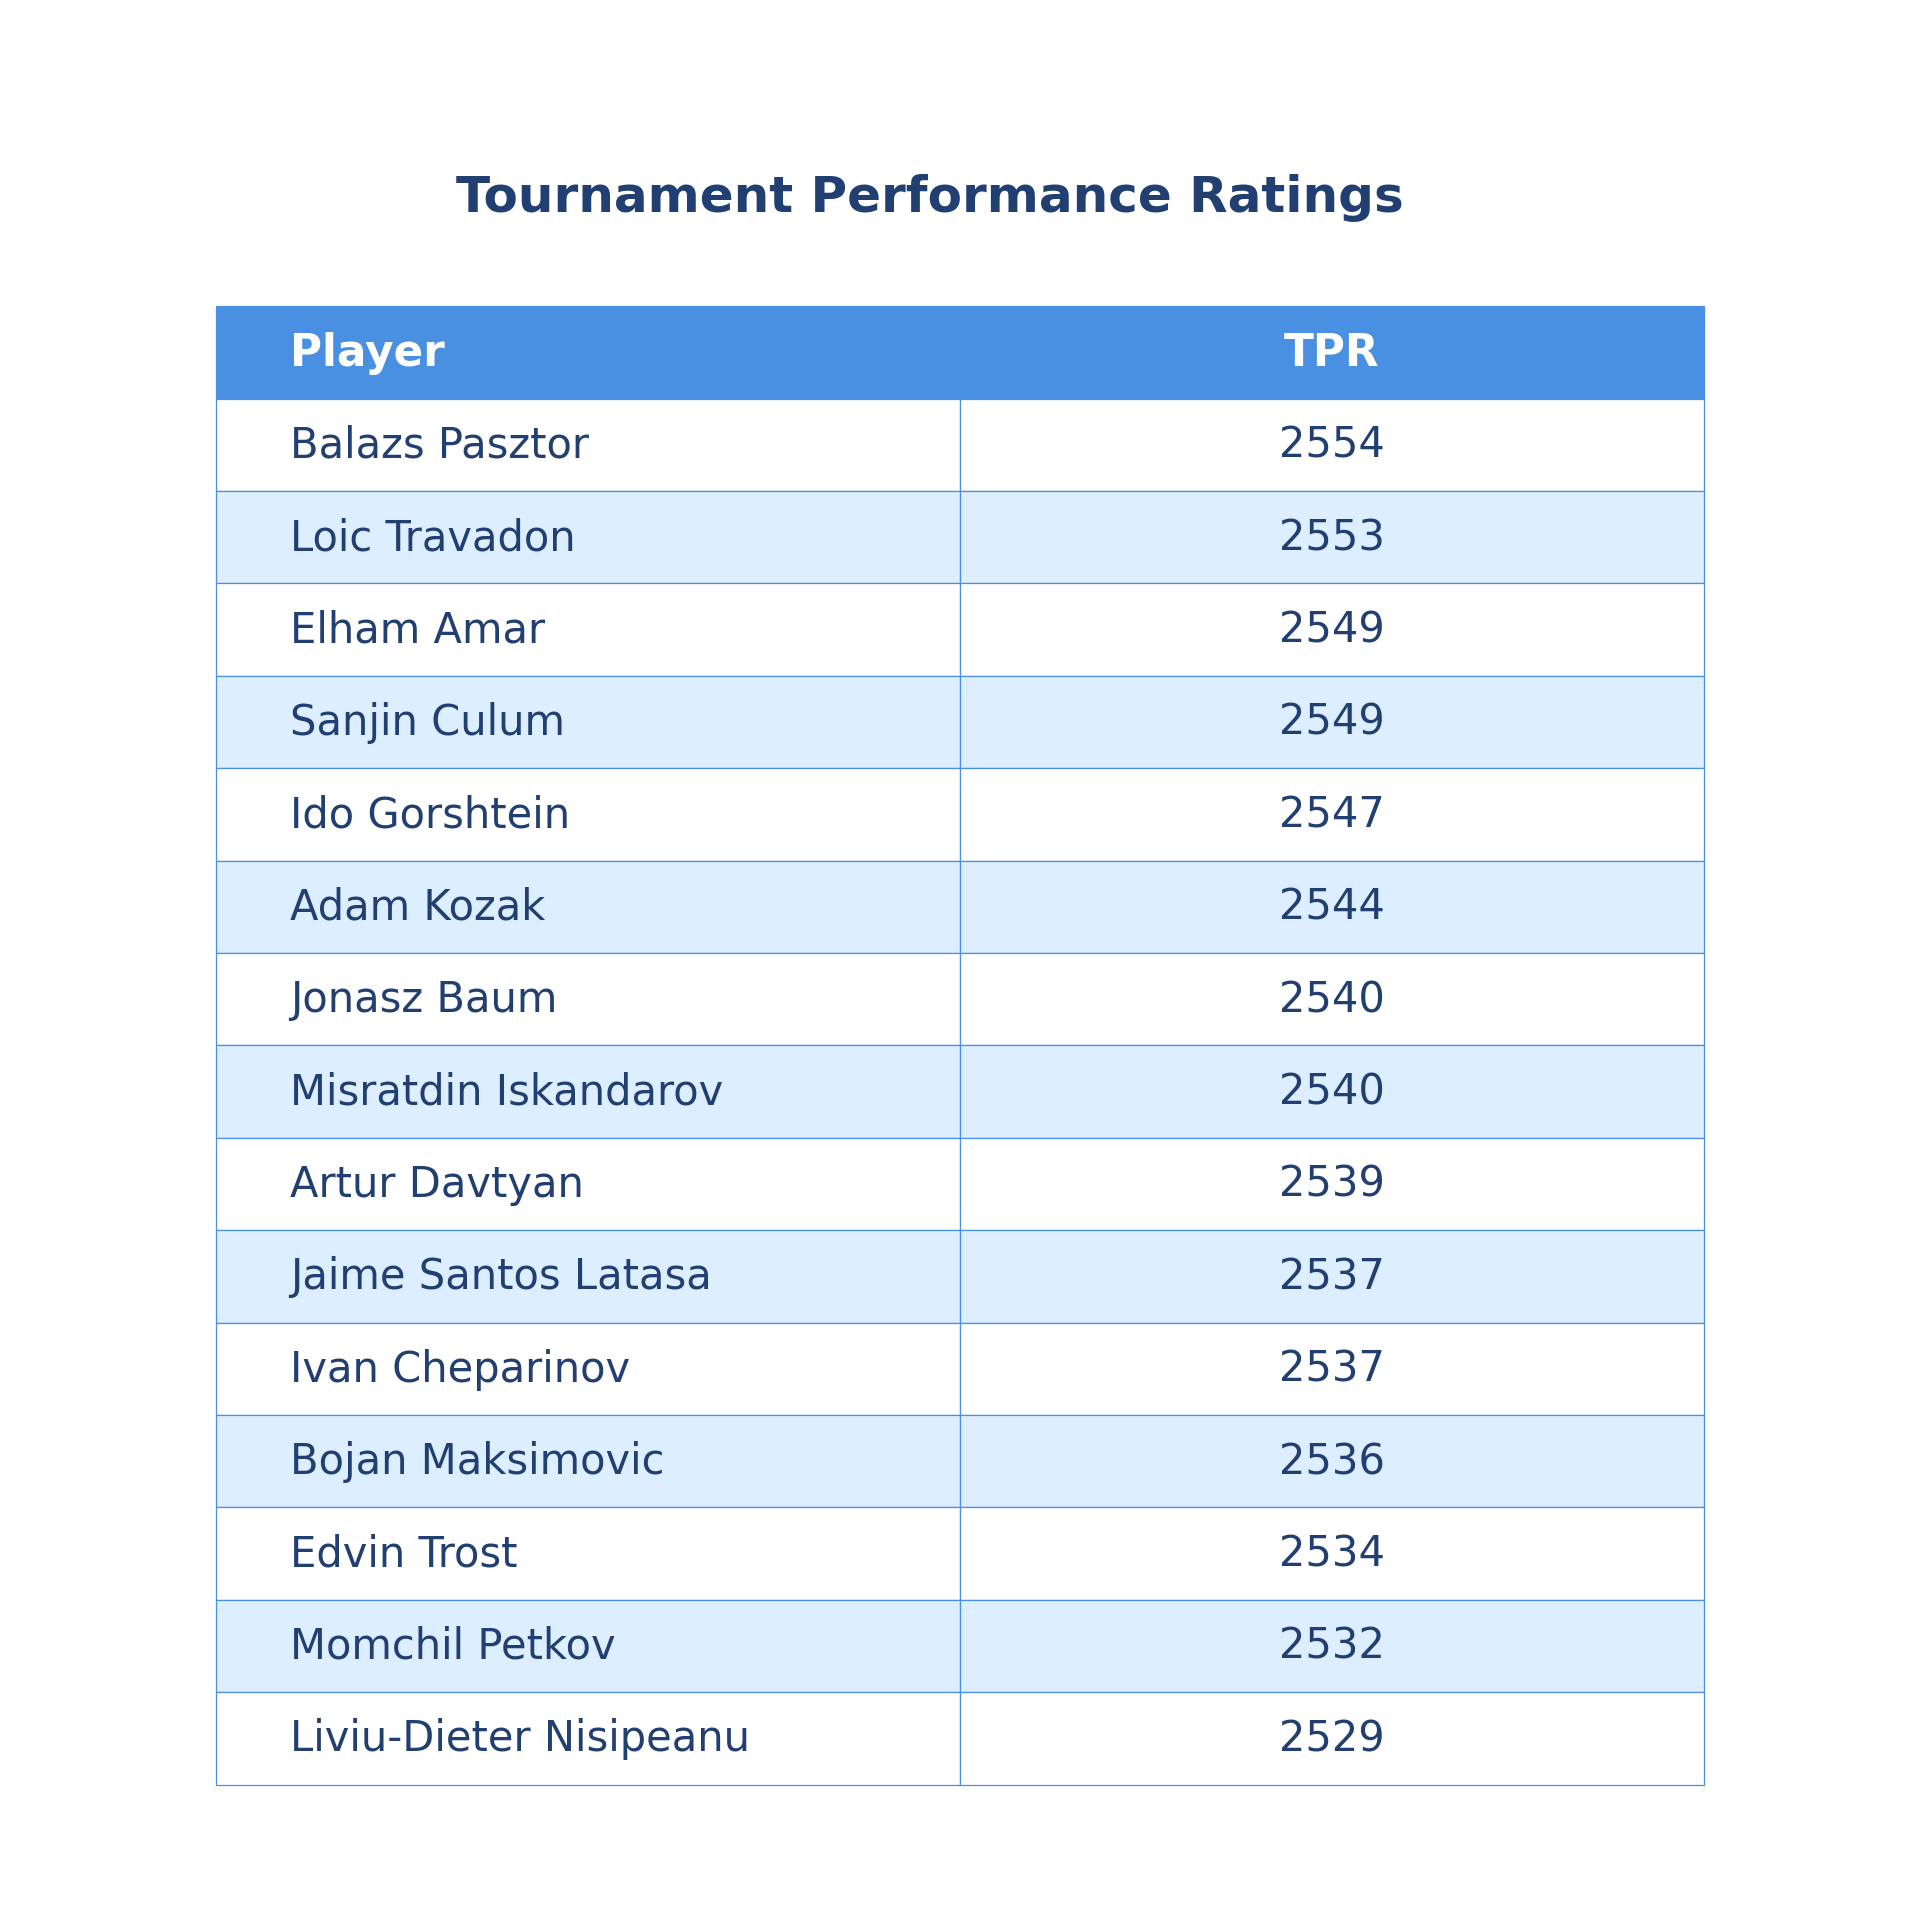 Tournament Performance Ratings
Player TPR
Balazs Pasztor 2554
Loic Travadon 2553
Elham Amar 2549
Sanjin Culum 2549
Ido Gorshtein 2547
Adam Kozak 2544
Jonasz Baum 2540
Misratdin Iskandarov 2540
Artur Davtyan 2539
Jaime Santos Latasa 2537
Ivan Cheparinov 2537
Bojan Maksimovic 2536
Edvin Trost 2534
Momchil Petkov 2532
Liviu-Dieter Nisipeanu 2529